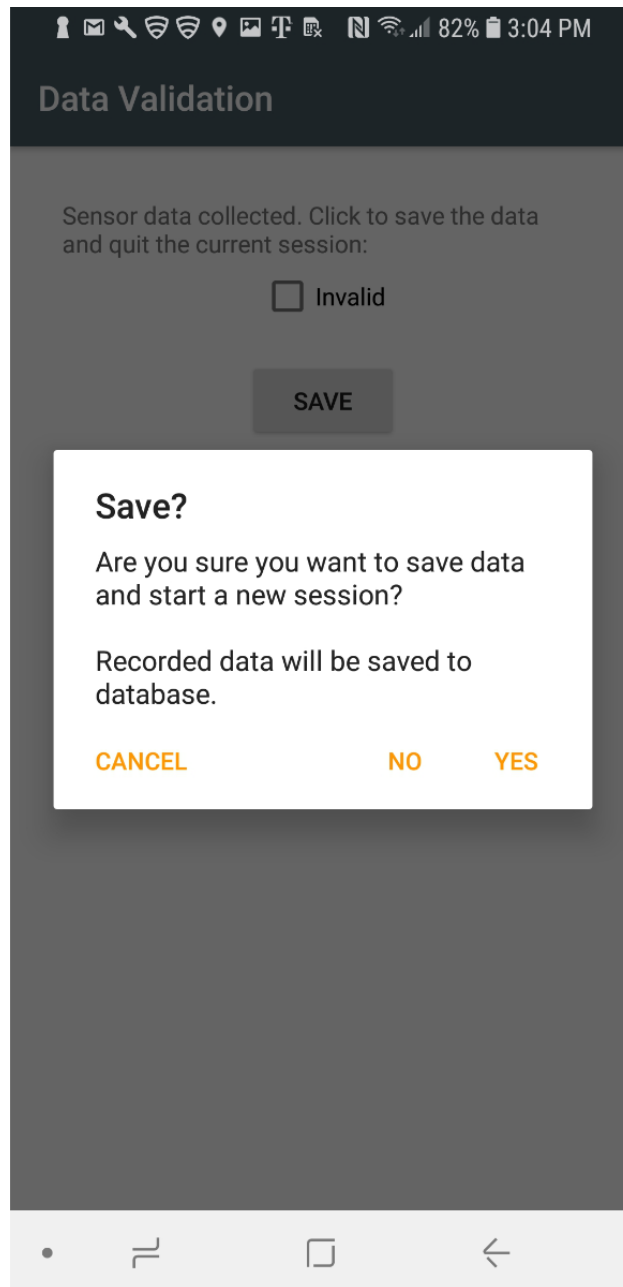 82% 3:04 PM
Data Validation
Sensor data collected. Click to save the data
and quit the current session:
Invalid
SAVE
Save?
Are you sure you want to save data
and start a new session?
Recorded data will be saved to
database.
CANCEL NO YES